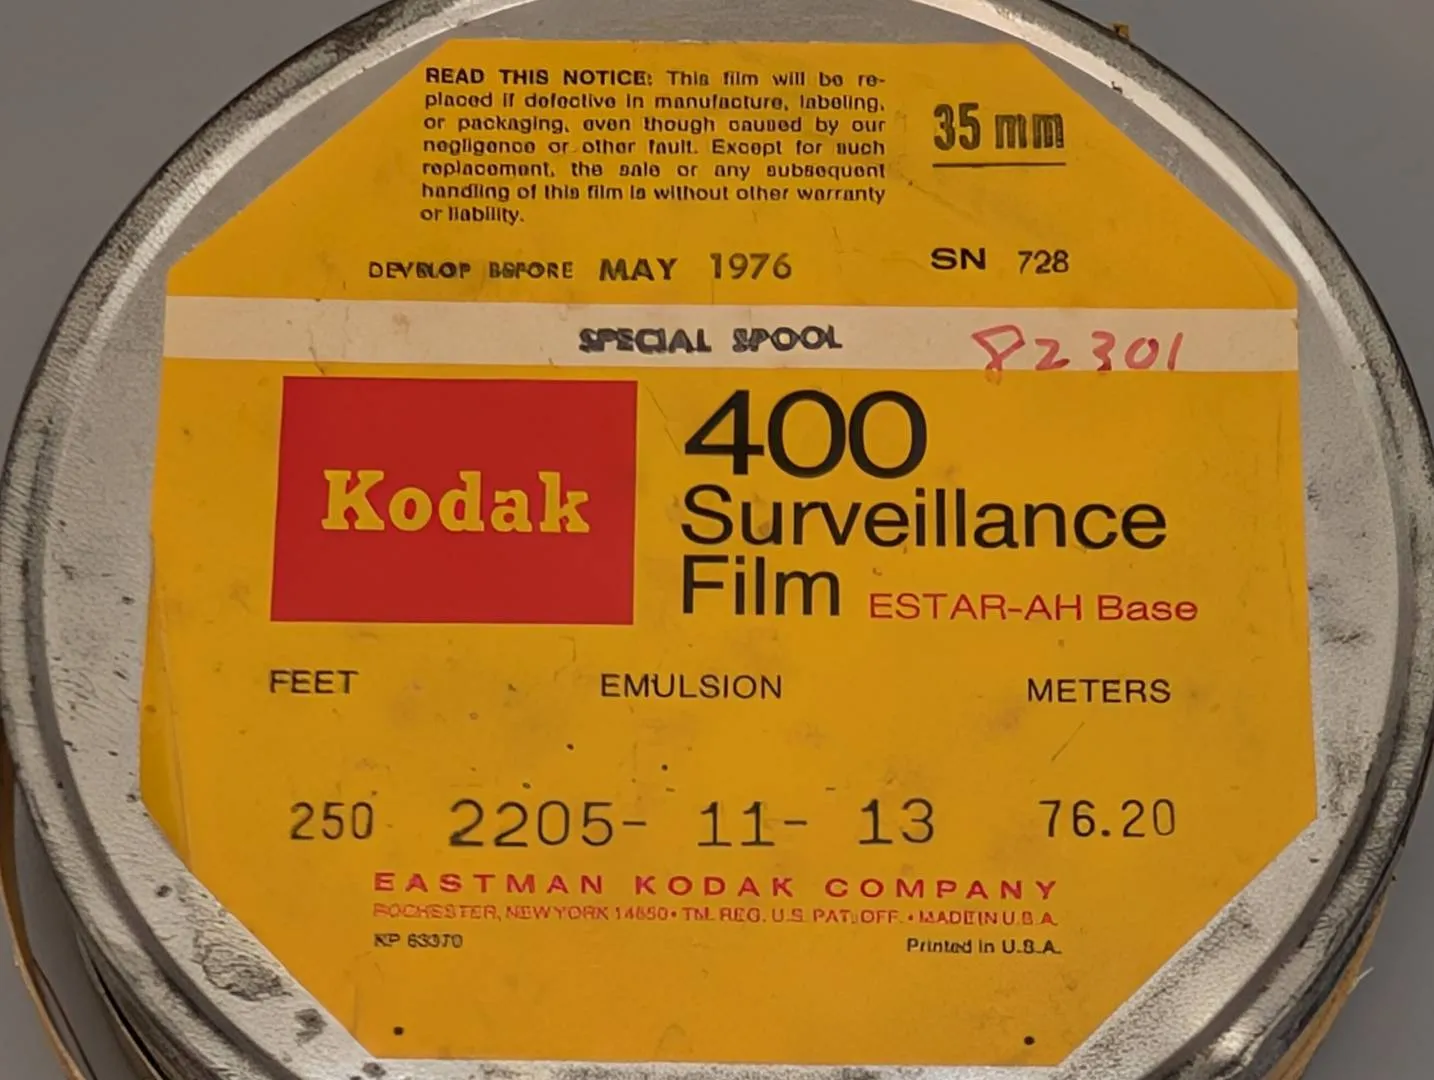 READ THIS NOTICE: This film will be re-
placed if defective in manufacture, labeling,
or packaging, even though caused by our
negligence or other fault. Except for such
replacement, the sale or any subsequent
handling of this film is without other warranty
or liability.
35 mm
DEVELOP BEFORE MAY 1976
SN 728
SPECIAL SPOOL
82301
Kodak
400
Surveillance
Film ESTAR-AH Base
FEET EMULSION METERS
250 2205- 11- 13 76.20
EASTMAN KODAK COMPANY
ROCHESTER, NEW YORK 14650 • TM. REG. U.S. PAT. OFF. • MADE IN U.S.A.
KP 63370
Printed in U.S.A.